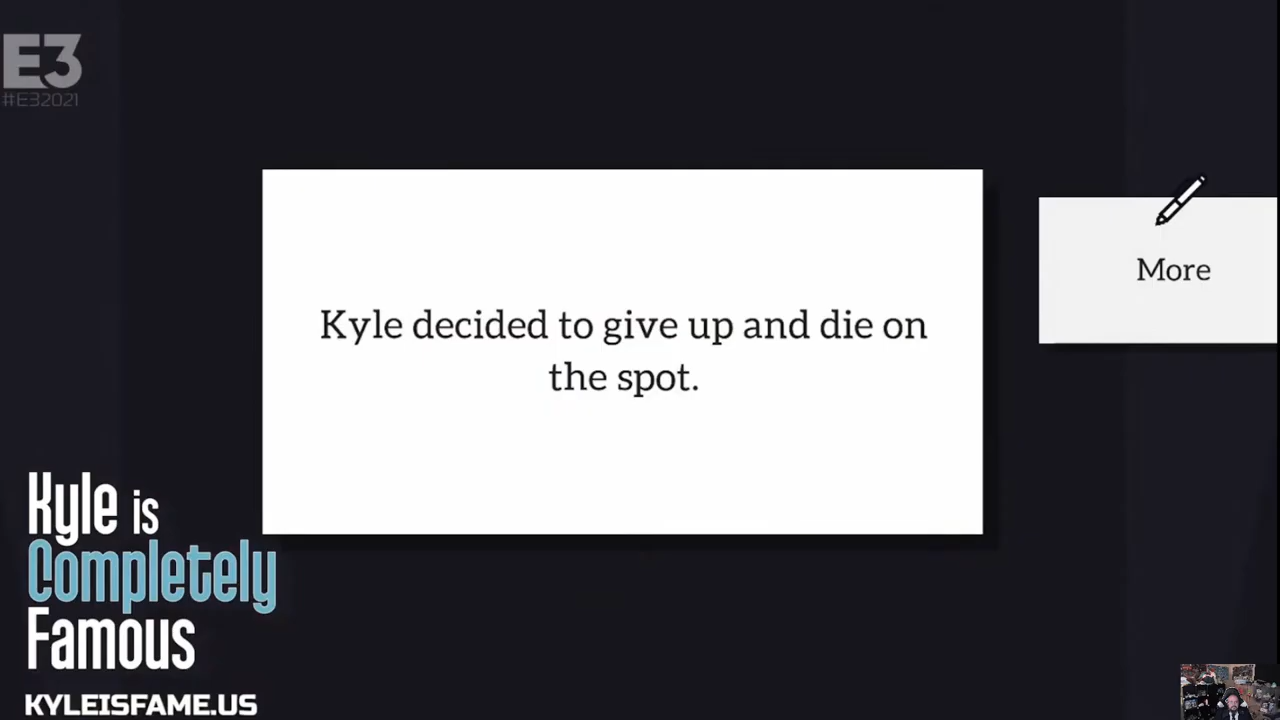 E3
#E32021
Kyle decided to give up and die on
the spot.
More
Kyle is
Completely
Famous
KYLEISFAME.US